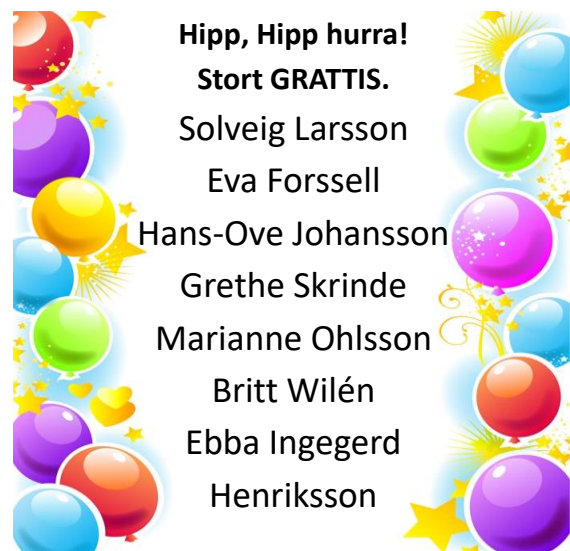 Hipp, Hipp hurra!
Stort GRATTIS.
Solveig Larsson
Eva Forssell
Hans-Ove Johansson
Grethe Skrinde
Marianne Ohlsson
Britt Wilén
Ebba Ingegerd
Henriksson